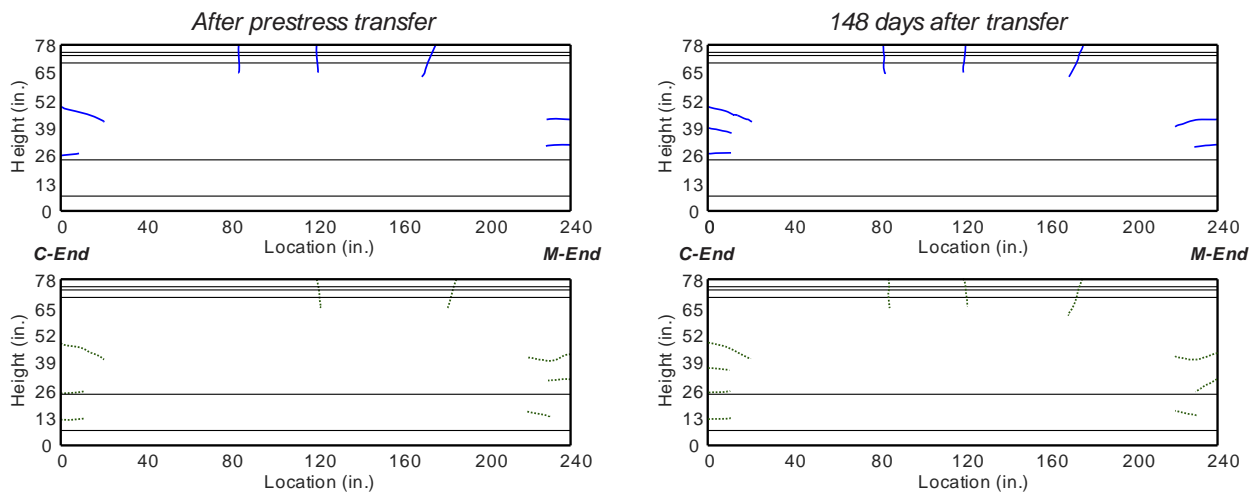 After prestress transfer
148 days after transfer
78
65
52
39
26
13
0
Height (in.)
0 40 80 120 160 200 240
Location (in.)
C-End M-End
78
65
52
39
26
13
0
Height (in.)
0 40 80 120 160 200 240
Location (in.)
C-End M-End
78
65
52
39
26
13
0
Height (in.)
0 40 80 120 160 200 240
Location (in.)
78
65
52
39
26
13
0
Height (in.)
0 40 80 120 160 200 240
Location (in.)